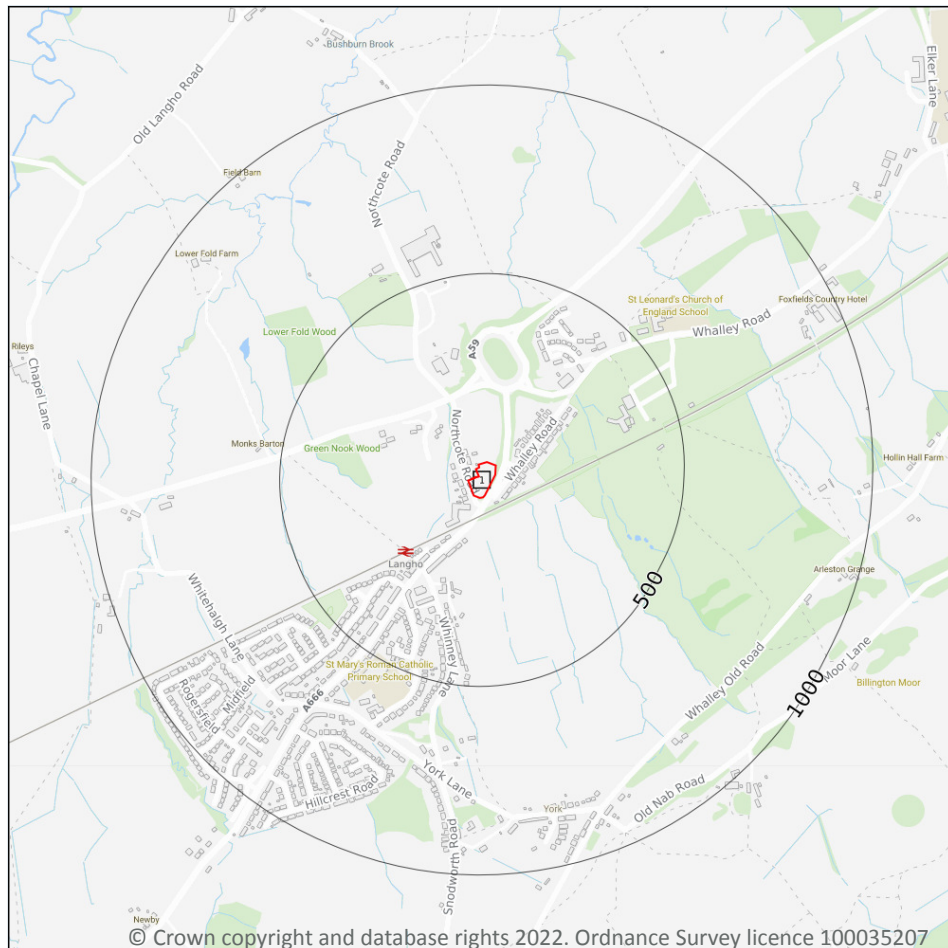 Bushburn Brook
Elker Lane
Old Langho Road
Field Barn
Northcote Road
Lower Fold Farm
St Leonard's Church of
England School
Foxfields Country Hotel
Whalley Road
Lower Fold Wood
A59
Rileys
Chapel Lane
Monks Barton
Green Nook Wood
Northcote Road
Whalley Road
Hollin Hall Farm
1
Langho
Arleston Grange
500
Whitehalgh Lane
Whinney Lane
St Mary's Roman Catholic
Primary School
Moor Lane
Billington Moor
Whalley Old Road
1000
Midfield
Rogersfield
A666
Hillcrest Road
York Lane
York
Old Nab Road
Snodworth Road
Newby
© Crown copyright and database rights 2022. Ordnance Survey licence 100035207